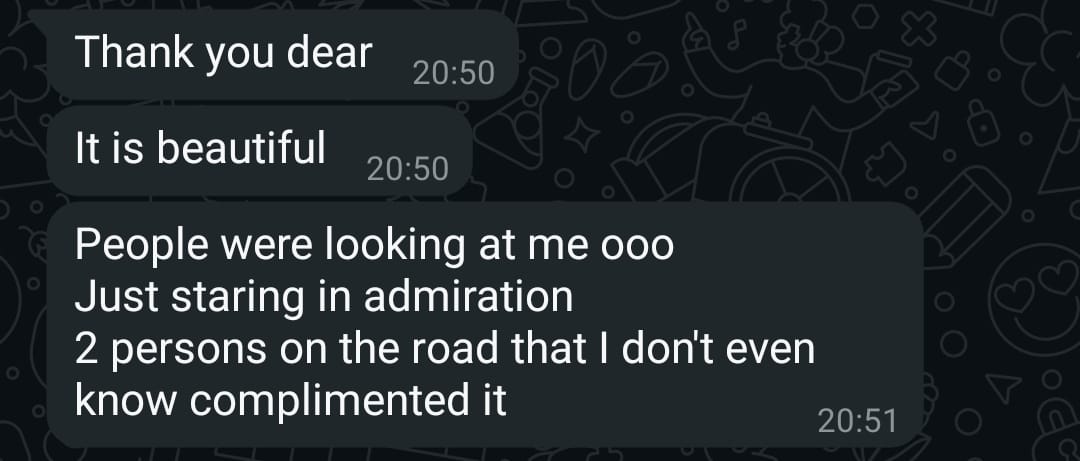 Thank you dear 20:50
It is beautiful 20:50
People were looking at me ooo
Just staring in admiration
2 persons on the road that I don't even
know complimented it
20:51